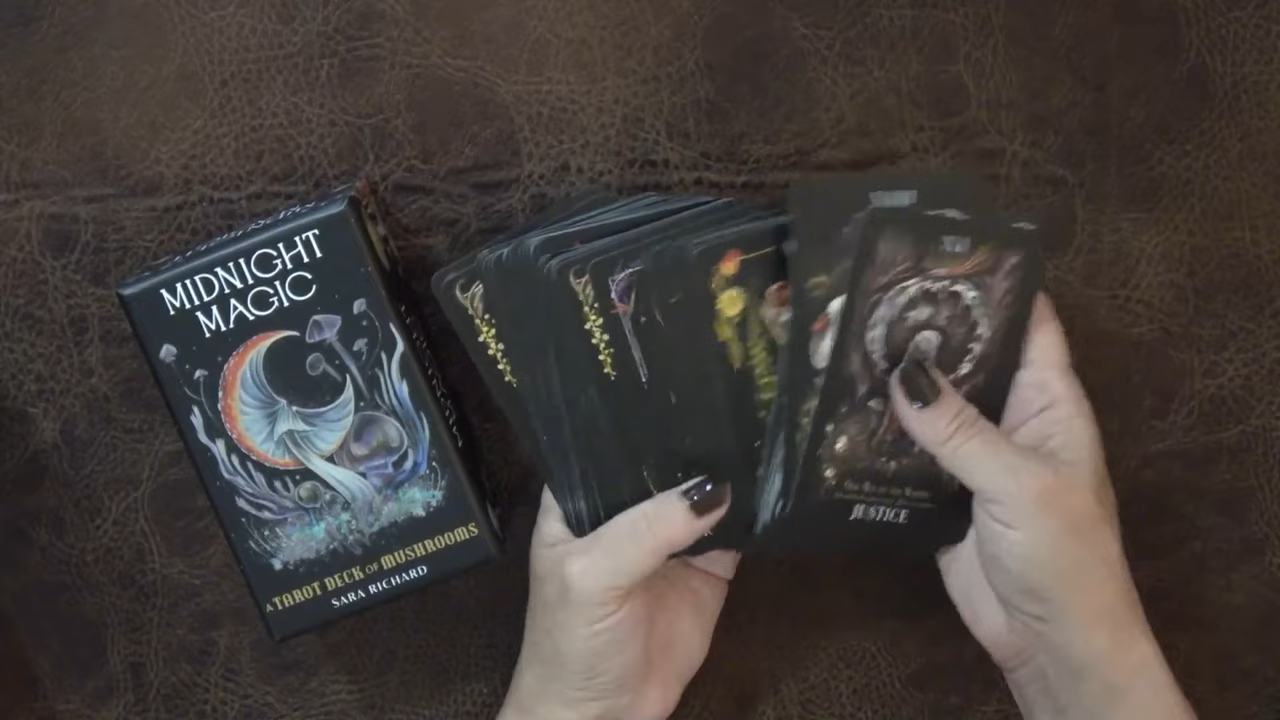 MIDNIGHT
MAGIC
A TAROT DECK OF MUSHROOMS
SARA RICHARD
JUSTICE